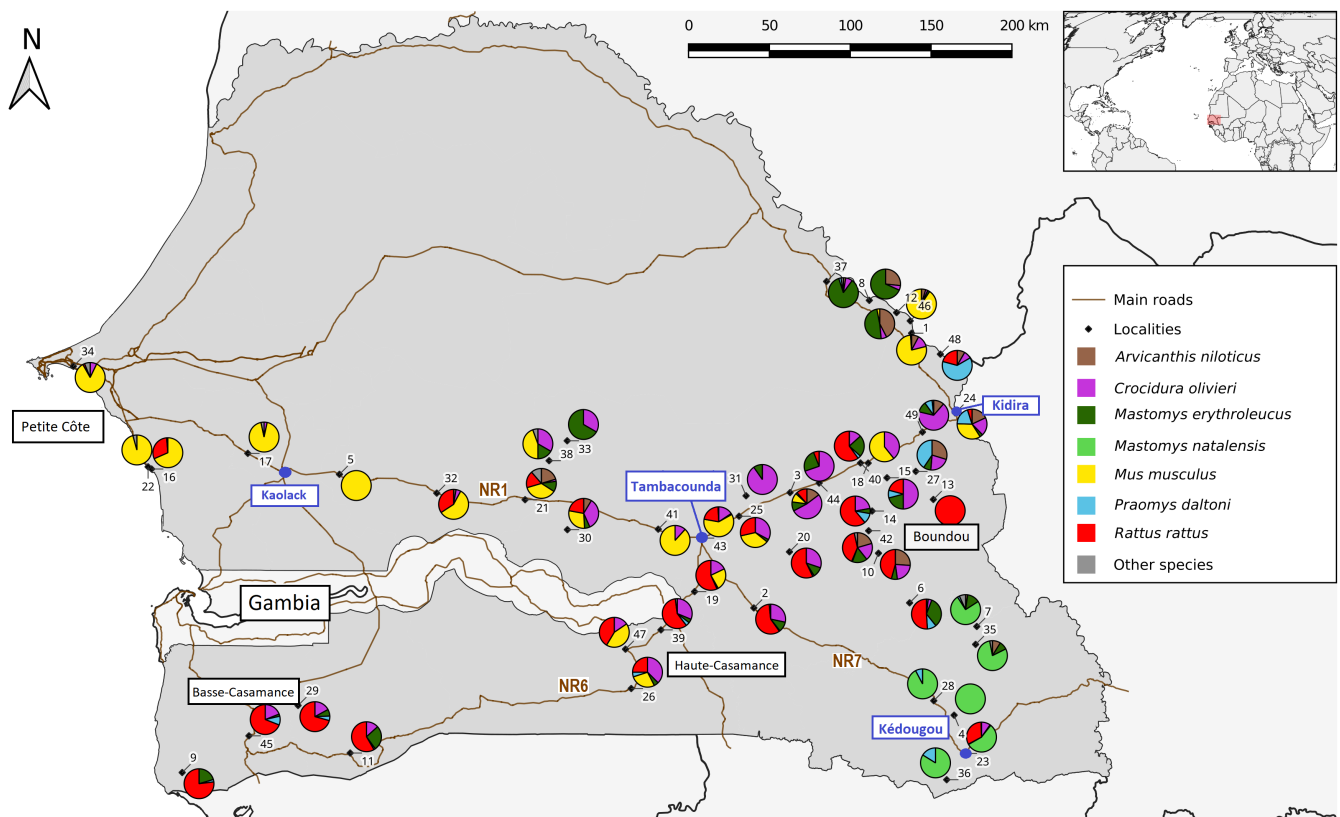 N
0
50
100
150
200 km
37
8
12
46
1
48
34
24
Kidira
Petite Côte
49
33
38
17
22
16
5
Kaolack
32
NR1
21
30
Tambacounda
31
3
44
18
40
15
27
13
25
41
43
14
Boundou
42
10
20
19
2
6
7
35
Gambia
47
39
Haute-Casamance
NR7
NR6
26
28
Basse-Casamance
29
45
11
9
Kédougou
4
23
36
Main roads
Localities
Arvicanthis niloticus
Crocidura olivieri
Mastomys erythroleucus
Mastomys natalensis
Mus musculus
Praomys daltoni
Rattus rattus
Other species